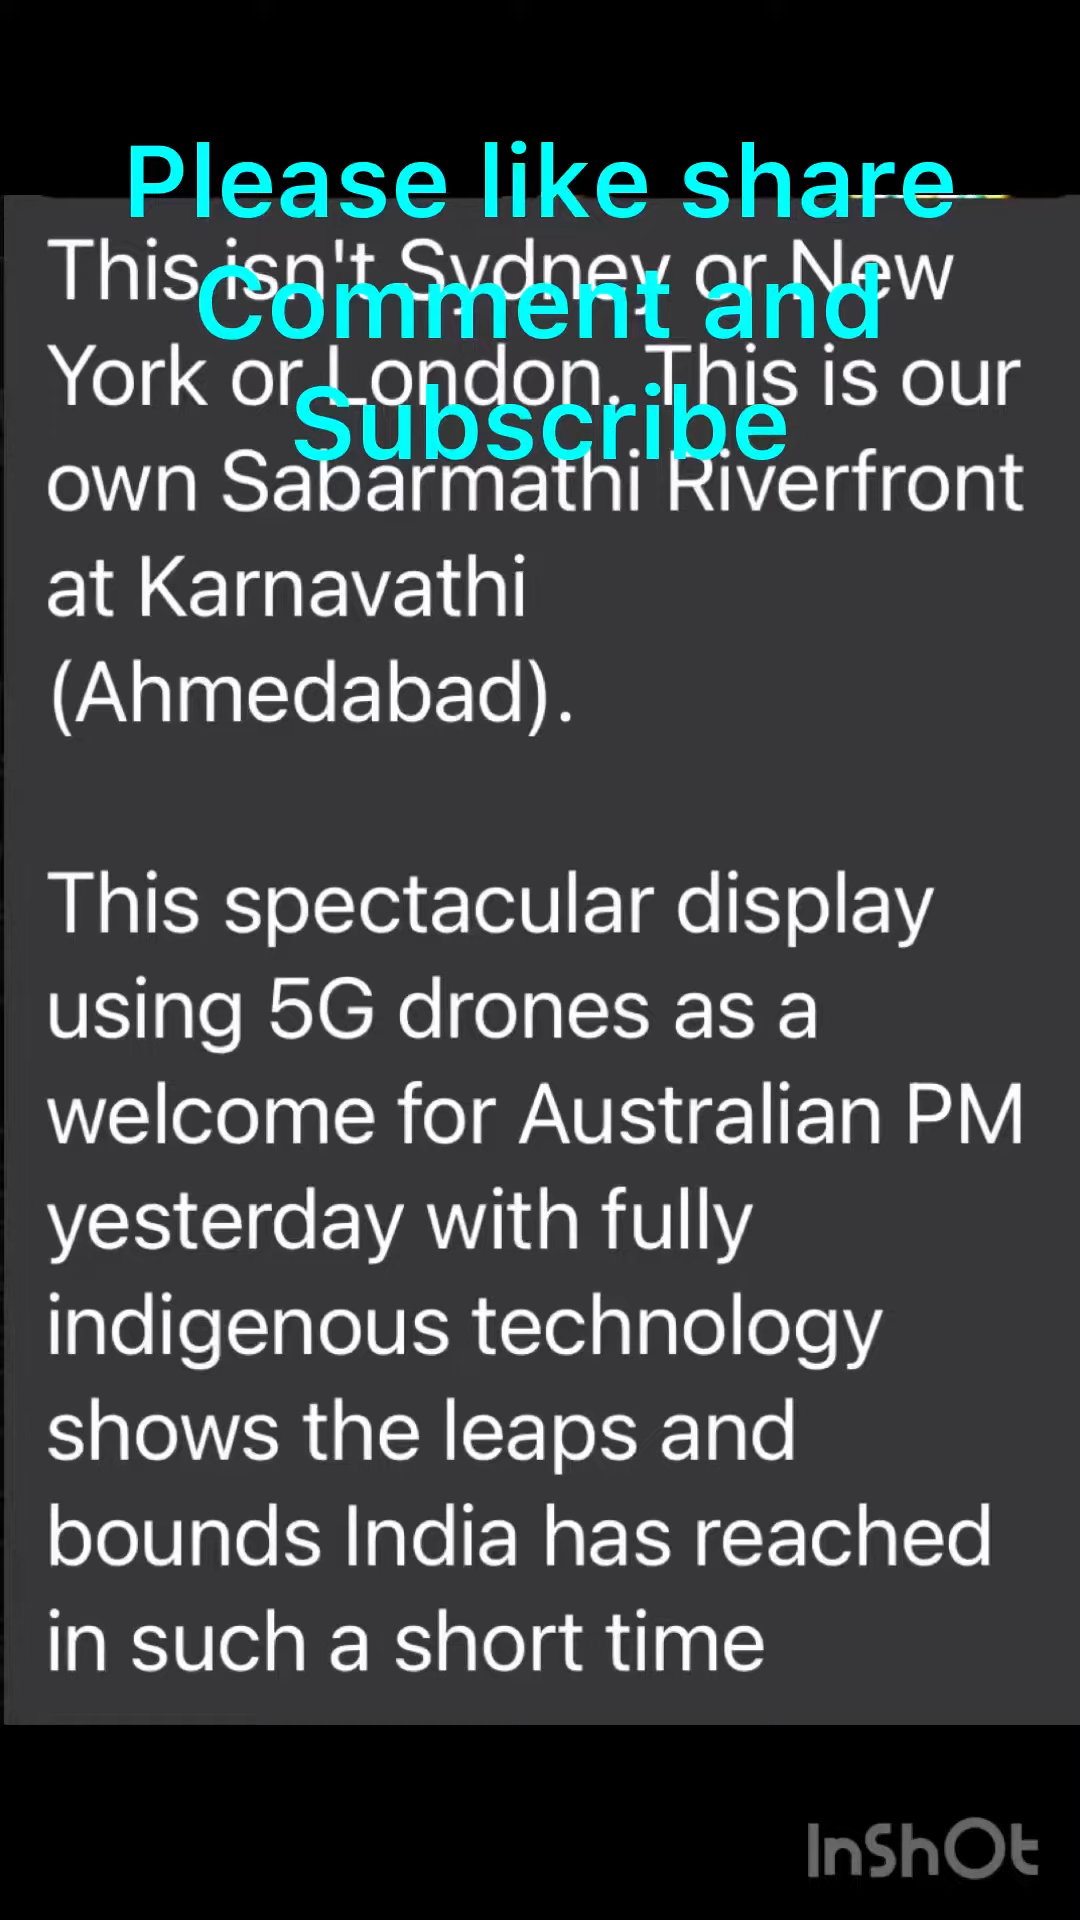 Please like share
Comment and
Subscribe
This isn't Sydney or New
York or London. This is our
own Sabarmathi Riverfront
at Karnavathi
(Ahmedabad).
This spectacular display
using 5G drones as a
welcome for Australian PM
yesterday with fully
indigenous technology
shows the leaps and
bounds India has reached
in such a short time
InShOt